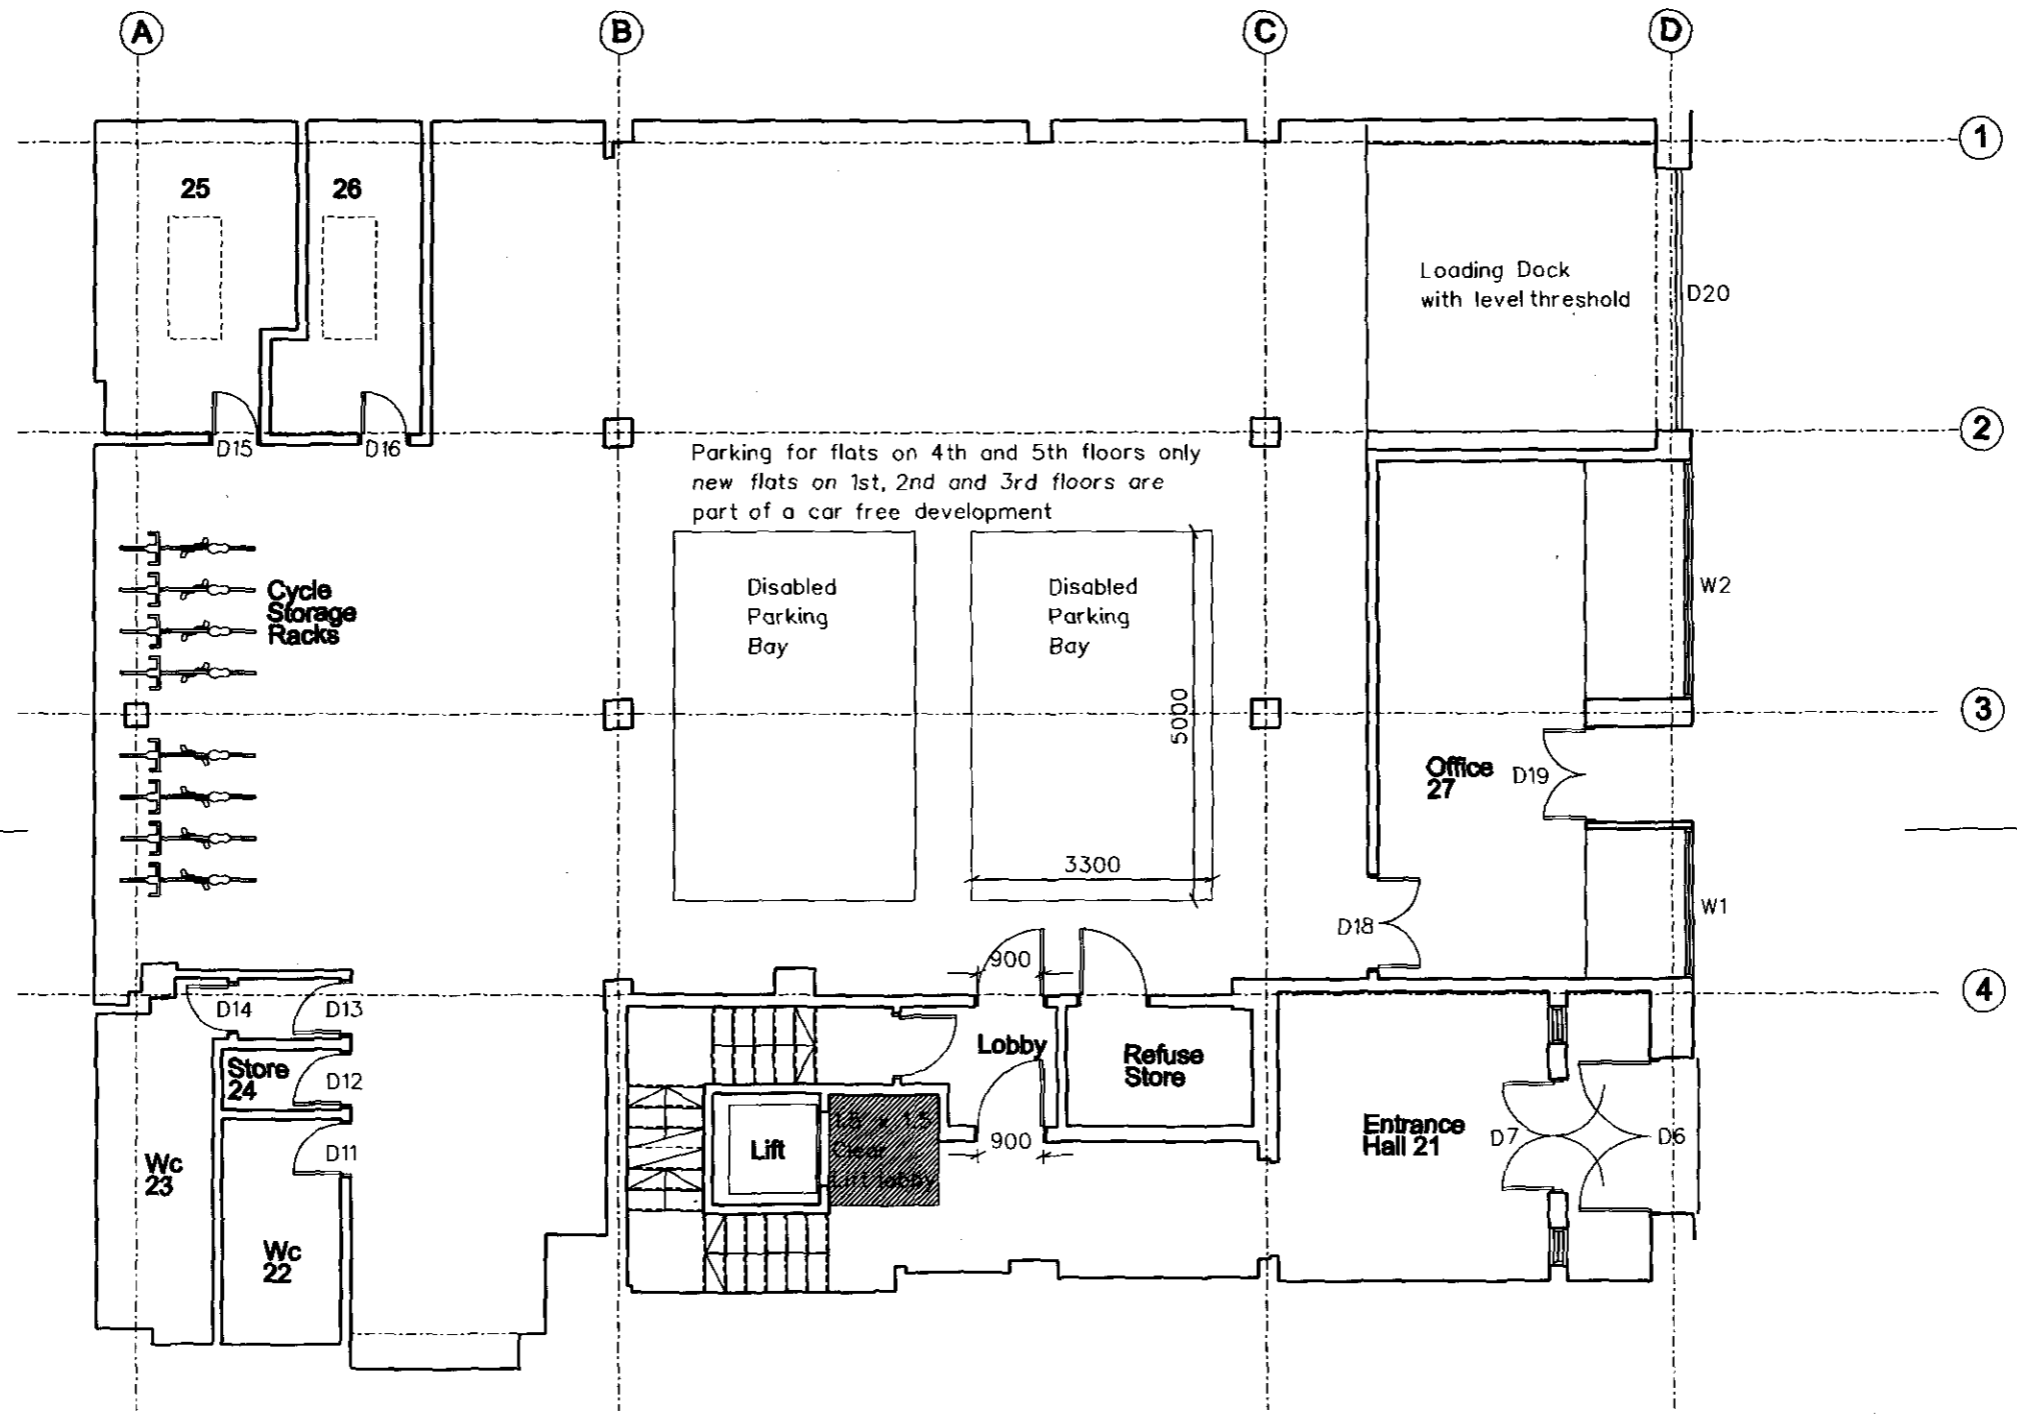 A
B
C
D
1
25
26
Loading Dock
with level threshold
D20
2
D15
D16
Parking for flats on 4th and 5th floors only
new flats on 1st, 2nd and 3rd floors are
part of a car free development
Cycle
Storage
Racks
Disabled
Parking
Bay
Disabled
Parking
Bay
W2
5000
3
Office
27
D19
3300
W1
D18
900
4
D14
D13
Lobby
Refuse
Store
Store
24
D12
Lift
1.5 x 1.5
Clear
Lift lobby
900
Entrance
Hall 21
D7
D6
D11
Wc
23
Wc
22